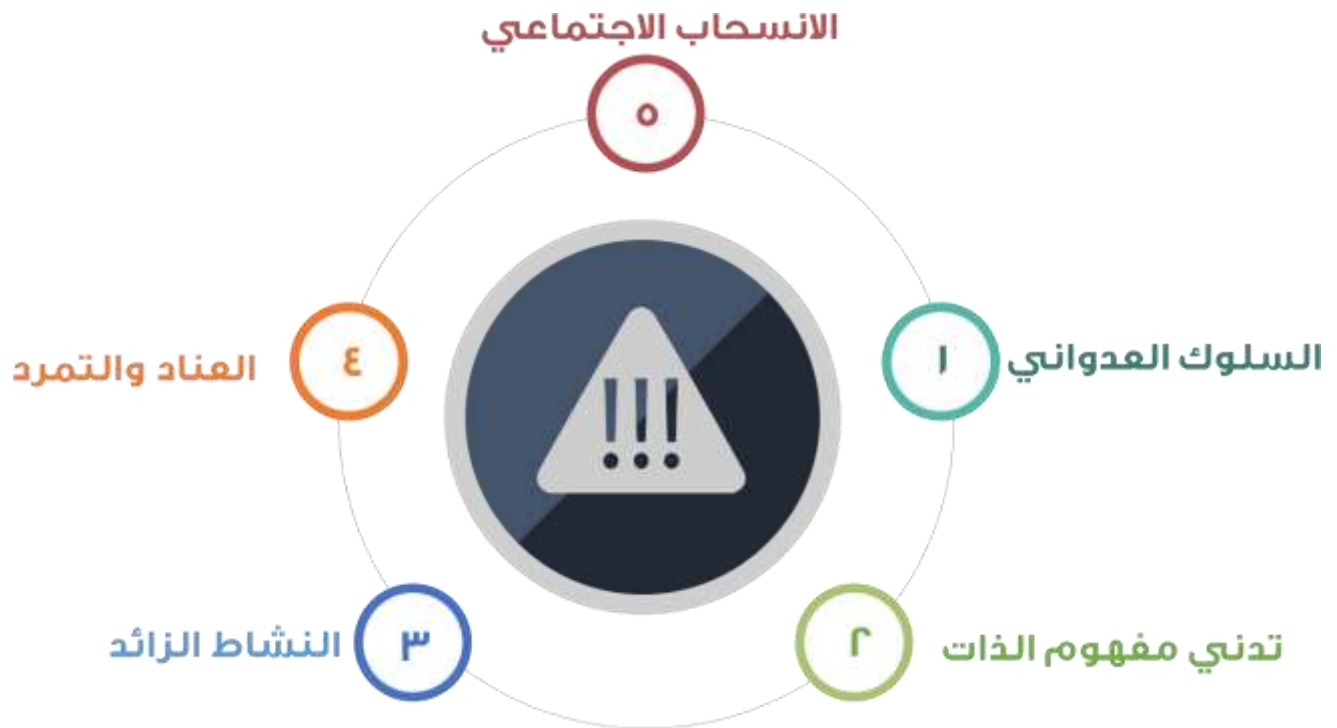 الانسحاب الاجتماعي
٥
السلوك العدواني
١
العناد والتمرد
٤
!!!
تدني مفهوم الذات
٢
النشاط الزائد
٣